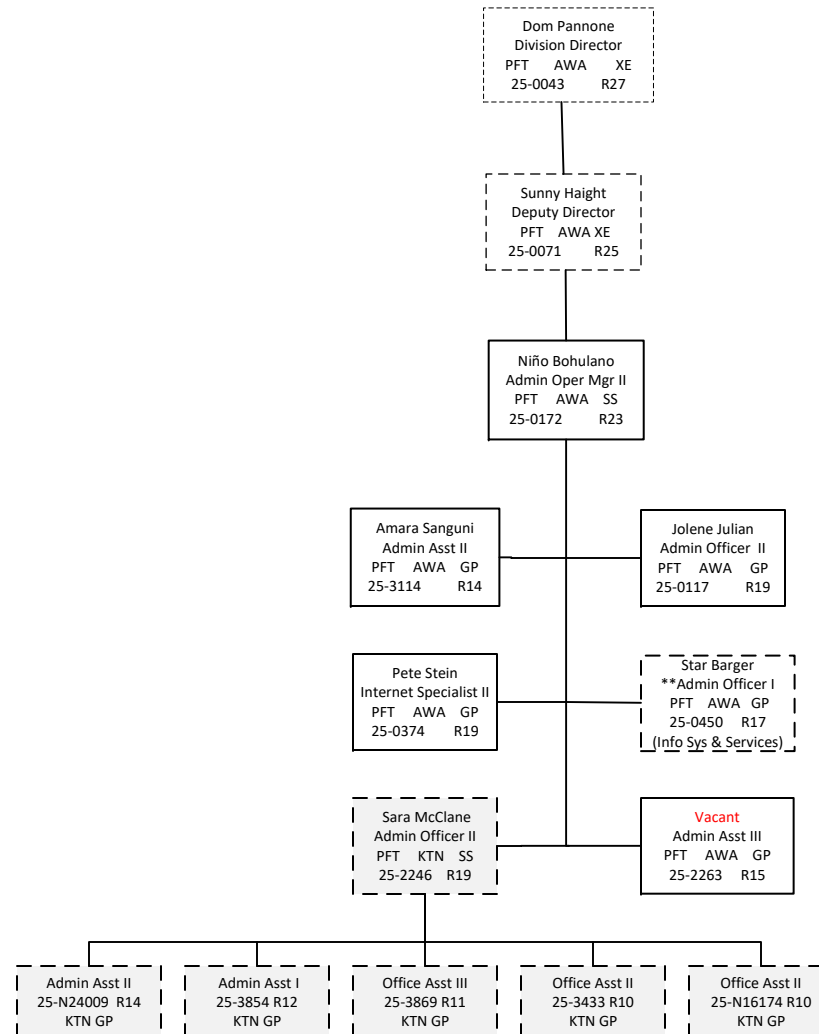 Dom Pannone
Division Director
PFT AWA XE
25-0043 R27
Sunny Haight
Deputy Director
PFT AWA XE
25-0071 R25
Niño Bohulano
Admin Oper Mgr II
PFT AWA SS
25-0172 R23
Amara Sanguni
Admin Asst II
PFT AWA GP
25-3114 R14
Jolene Julian
Admin Officer II
PFT AWA GP
25-0117 R19
Pete Stein
Internet Specialist II
PFT AWA GP
25-0374 R19
Star Barger
**Admin Officer I
PFT AWA GP
25-0450 R17
(Info Sys & Services)
Sara McClane
Admin Officer II
PFT KTN SS
25-2246 R19
Vacant
Admin Asst III
PFT AWA GP
25-2263 R15
Admin Asst II
25-N24009 R14
KTN GP
Admin Asst I
25-3854 R12
KTN GP
Office Asst III
25-3869 R11
KTN GP
Office Asst II
25-3433 R10
KTN GP
Office Asst II
25-N16174 R10
KTN GP